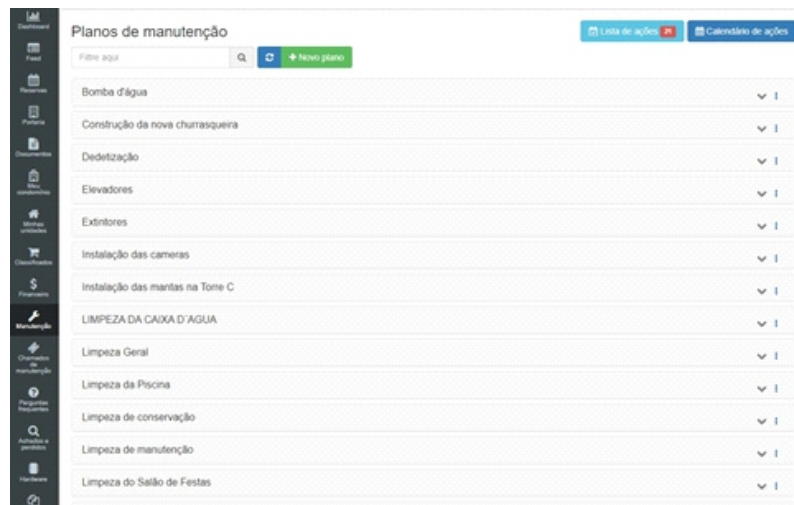 Dashboard
Feed
Reservas
Portaria
Documentos
Meu
condomínio
Minhas
unidades
Classificados
Financeiro
Manutenção
Chamados
de
manutenção
Perguntas
frequentes
Achados e
perdidos
Hardware
Planos de manutenção
Lista de ações
Calendário de ações
Filtre aqui
Novo plano
Bomba d'água
Construção da nova churrasqueira
Dedetização
Elevadores
Extintores
Instalação das cameras
Instalação das mantas na Torre C
LIMPEZA DA CAIXA D´AGUA
Limpeza Geral
Limpeza da Piscina
Limpeza de conservação
Limpeza de manutenção
Limpeza do Salão de Festas